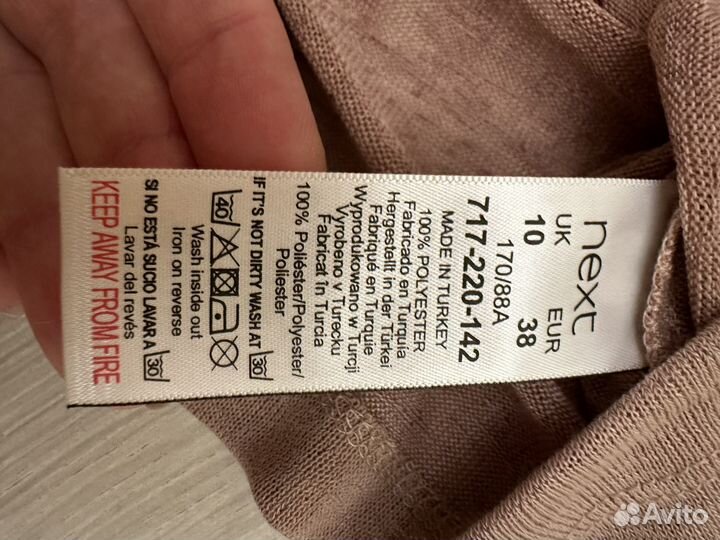 next
UK EUR
10 38
170/88A
717-220-142
MADE IN TURKEY
100% POLYESTER
Fabricado en Turquía
Hergestellt in der Türkei
Fabriqué en Turquie
Wyprodukowano w Turcji
Vyrobeno v Turecku
Fabricat în Turcia
100% Poliéster/Polyester/
Poliester
IF IT'S NOT DIRTY WASH AT 30
40
Wash inside out
Iron on reverse
SI NO ESTÁ SUCIO LAVAR A 30
Lavar del revés
KEEP AWAY FROM FIRE
Avito